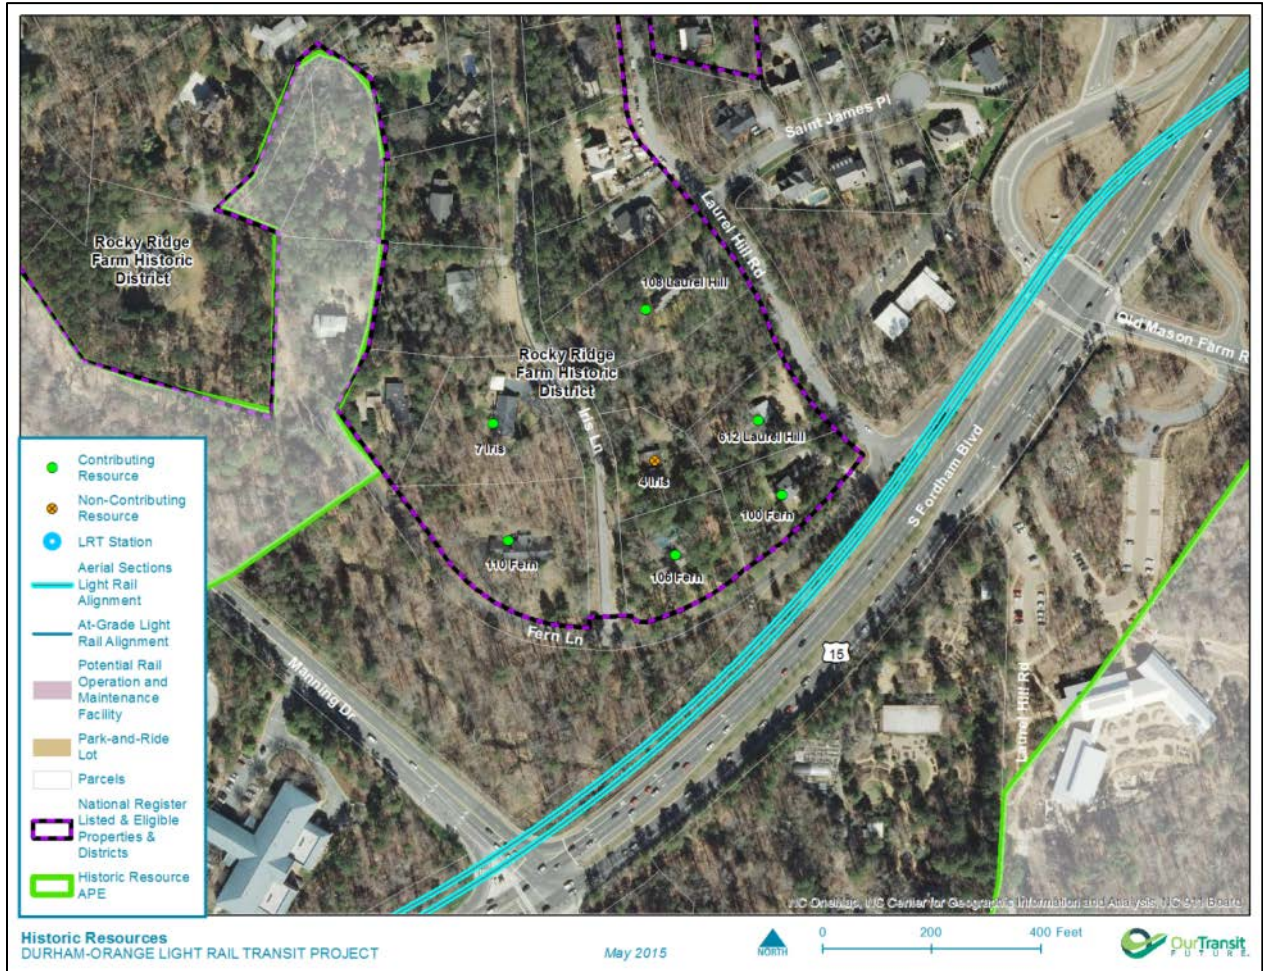 Saint James Pl
Laurel Hill Rd
Rocky Ridge
Farm Historic
District
108 Laurel Hill
Old Mason Farm R
Rocky Ridge
Farm Historic
District
Iris Ln
7 Iris
612 Laurel Hill
4 Iris
S Fordham Blvd
100 Fern
110 Fern
106 Fern
Fern Ln
15
Manning Dr
Laurel Hill Rd
Contributing
Resource
Non-Contributing
Resource
LRT Station
Aerial Sections
Light Rail
Alignment
At-Grade Light
Rail Alignment
Potential Rail
Operation and
Maintenance
Facility
Park-and-Ride
Lot
Parcels
National Register
Listed & Eligible
Properties &
Districts
Historic Resource
APE
NC OneMap, NC Center for Geographic Information and Analysis, NC 911 Board
Historic Resources
DURHAM-ORANGE LIGHT RAIL TRANSIT PROJECT
May 2015
NORTH
0 200 400 Feet
OurTransit
FUTURE